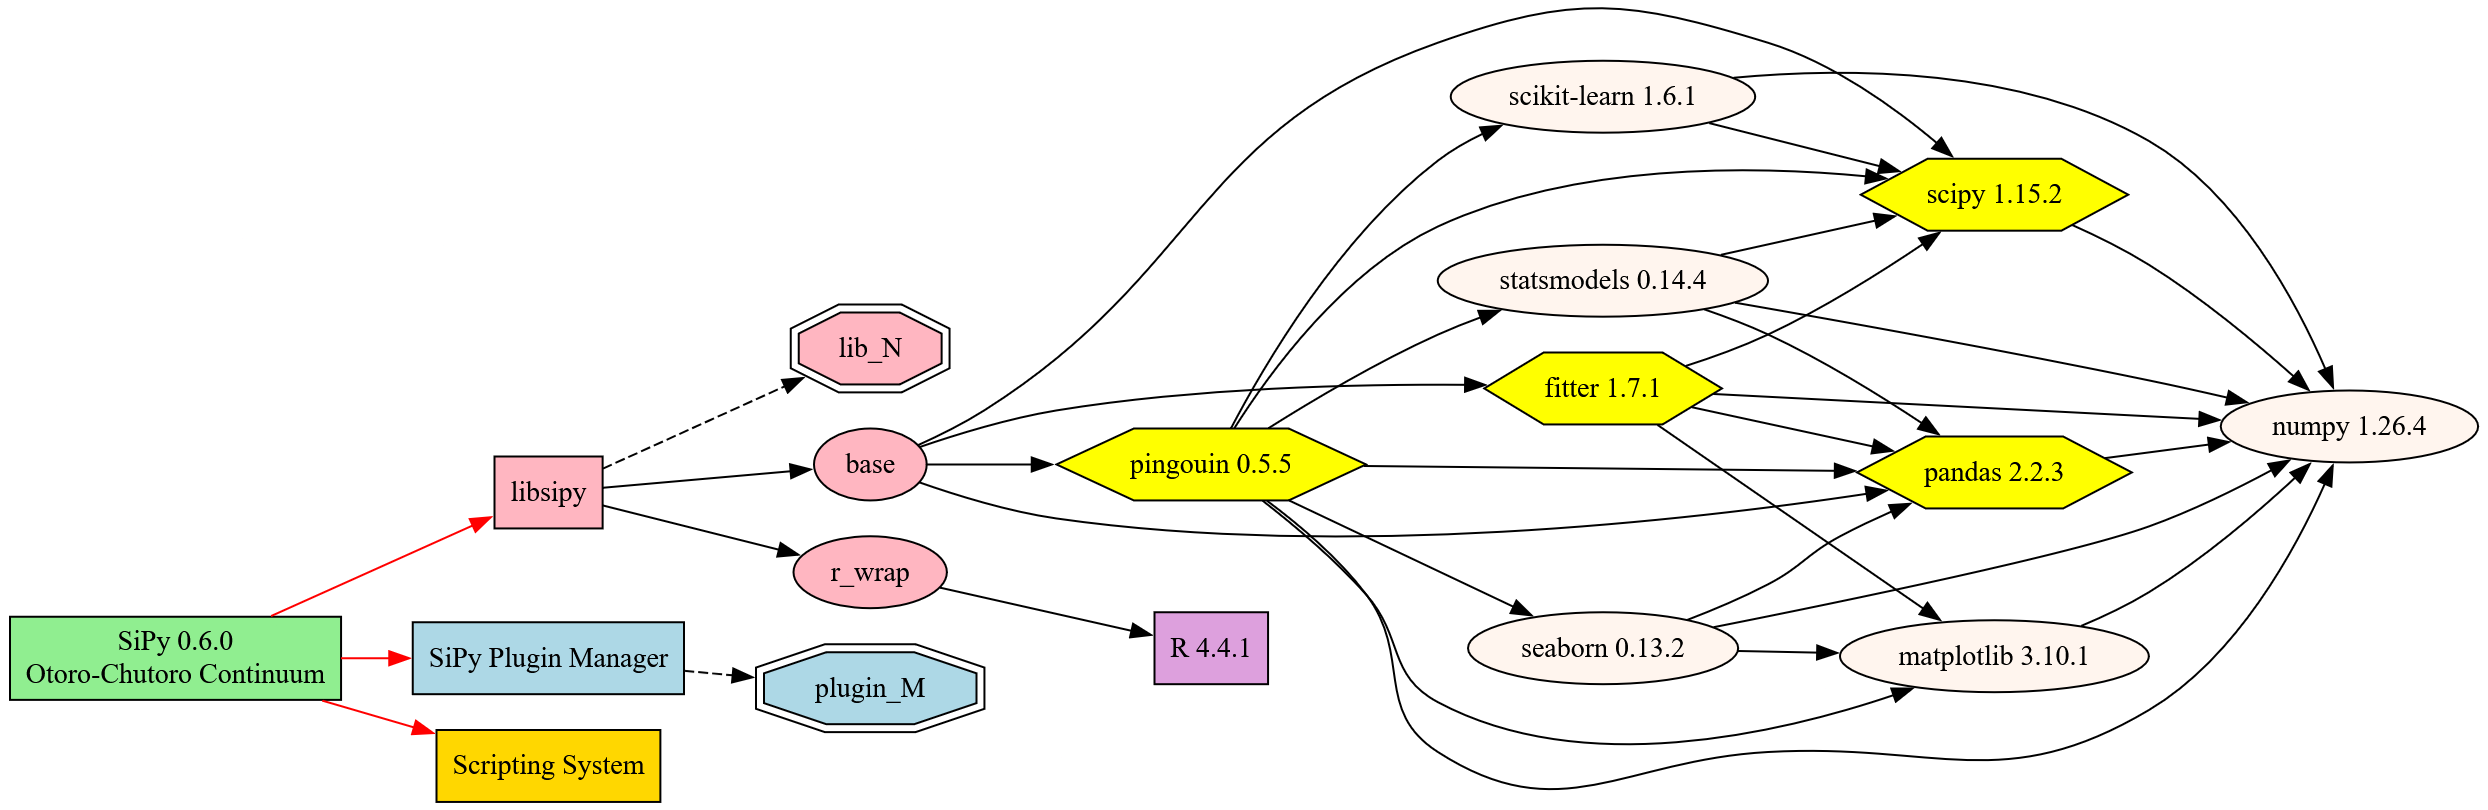 SiPy 0.6.0
Otoro-Chutoro Continuum
libsipy
SiPy Plugin Manager
Scripting System
lib_N
base
r_wrap
plugin_M
pingouin 0.5.5
R 4.4.1
scikit-learn 1.6.1
statsmodels 0.14.4
fitter 1.7.1
seaborn 0.13.2
scipy 1.15.2
pandas 2.2.3
matplotlib 3.10.1
numpy 1.26.4